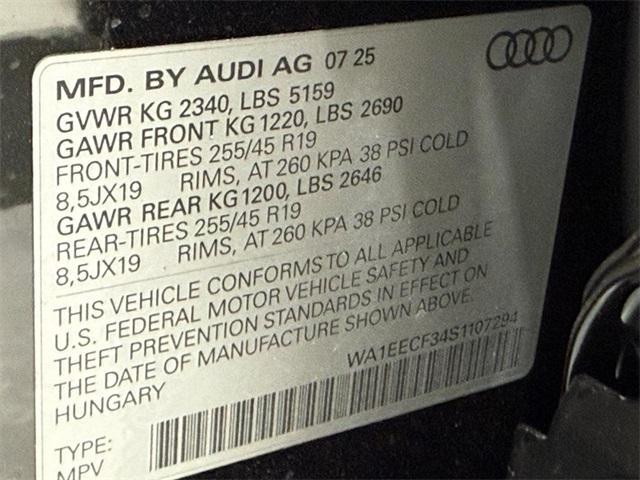 MFD. BY AUDI AG 07 25
GVWR KG 2340, LBS 5159
GAWR FRONT KG 1220, LBS 2690
FRONT-TIRES 255/45 R19
8,5JX19 RIMS, AT 260 KPA 38 PSI COLD
GAWR REAR KG 1200, LBS 2646
REAR-TIRES 255/45 R19
8,5JX19 RIMS, AT 260 KPA 38 PSI COLD
THIS VEHICLE CONFORMS TO ALL APPLICABLE
U.S. FEDERAL MOTOR VEHICLE SAFETY AND
THEFT PREVENTION STANDARDS IN EFFECT ON
THE DATE OF MANUFACTURE SHOWN ABOVE.
HUNGARY WA1EECF34S1107294
TYPE:
MPV